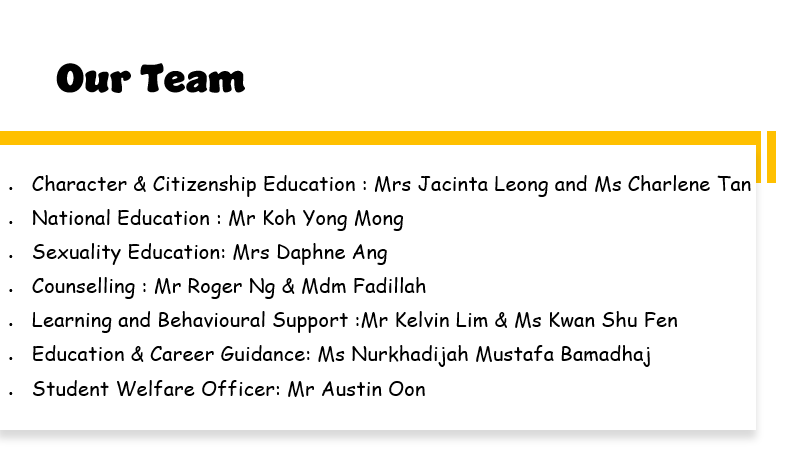 Our Team
• Character & Citizenship Education : Mrs Jacinta Leong and Ms Charlene Tan
• National Education : Mr Koh Yong Mong
• Sexuality Education: Mrs Daphne Ang
• Counselling : Mr Roger Ng & Mdm Fadillah
• Learning and Behavioural Support :Mr Kelvin Lim & Ms Kwan Shu Fen
• Education & Career Guidance: Ms Nurkhadijah Mustafa Bamadhaj
• Student Welfare Officer: Mr Austin Oon